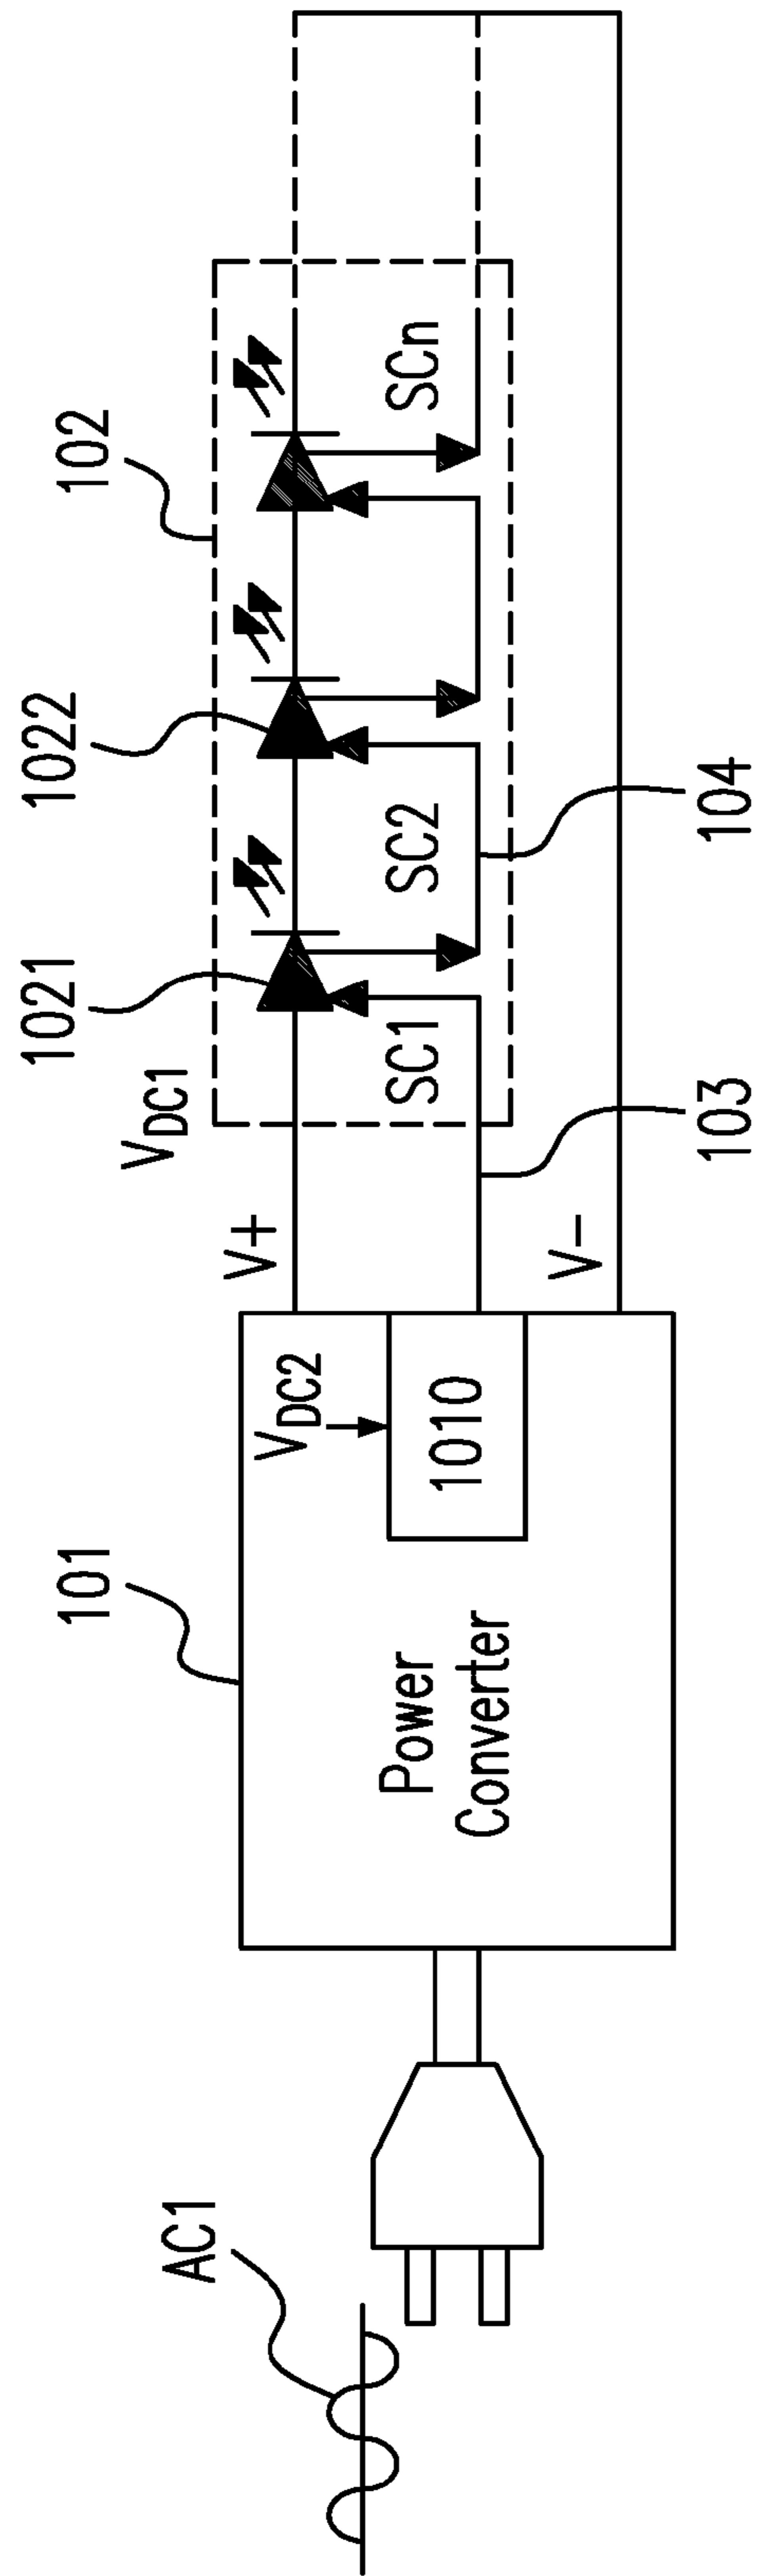 AC1
101
Power
Converter
V_DC2
1010
V+
V−
V_DC1
103
102
1021
1022
SC1
SC2
SCn
104